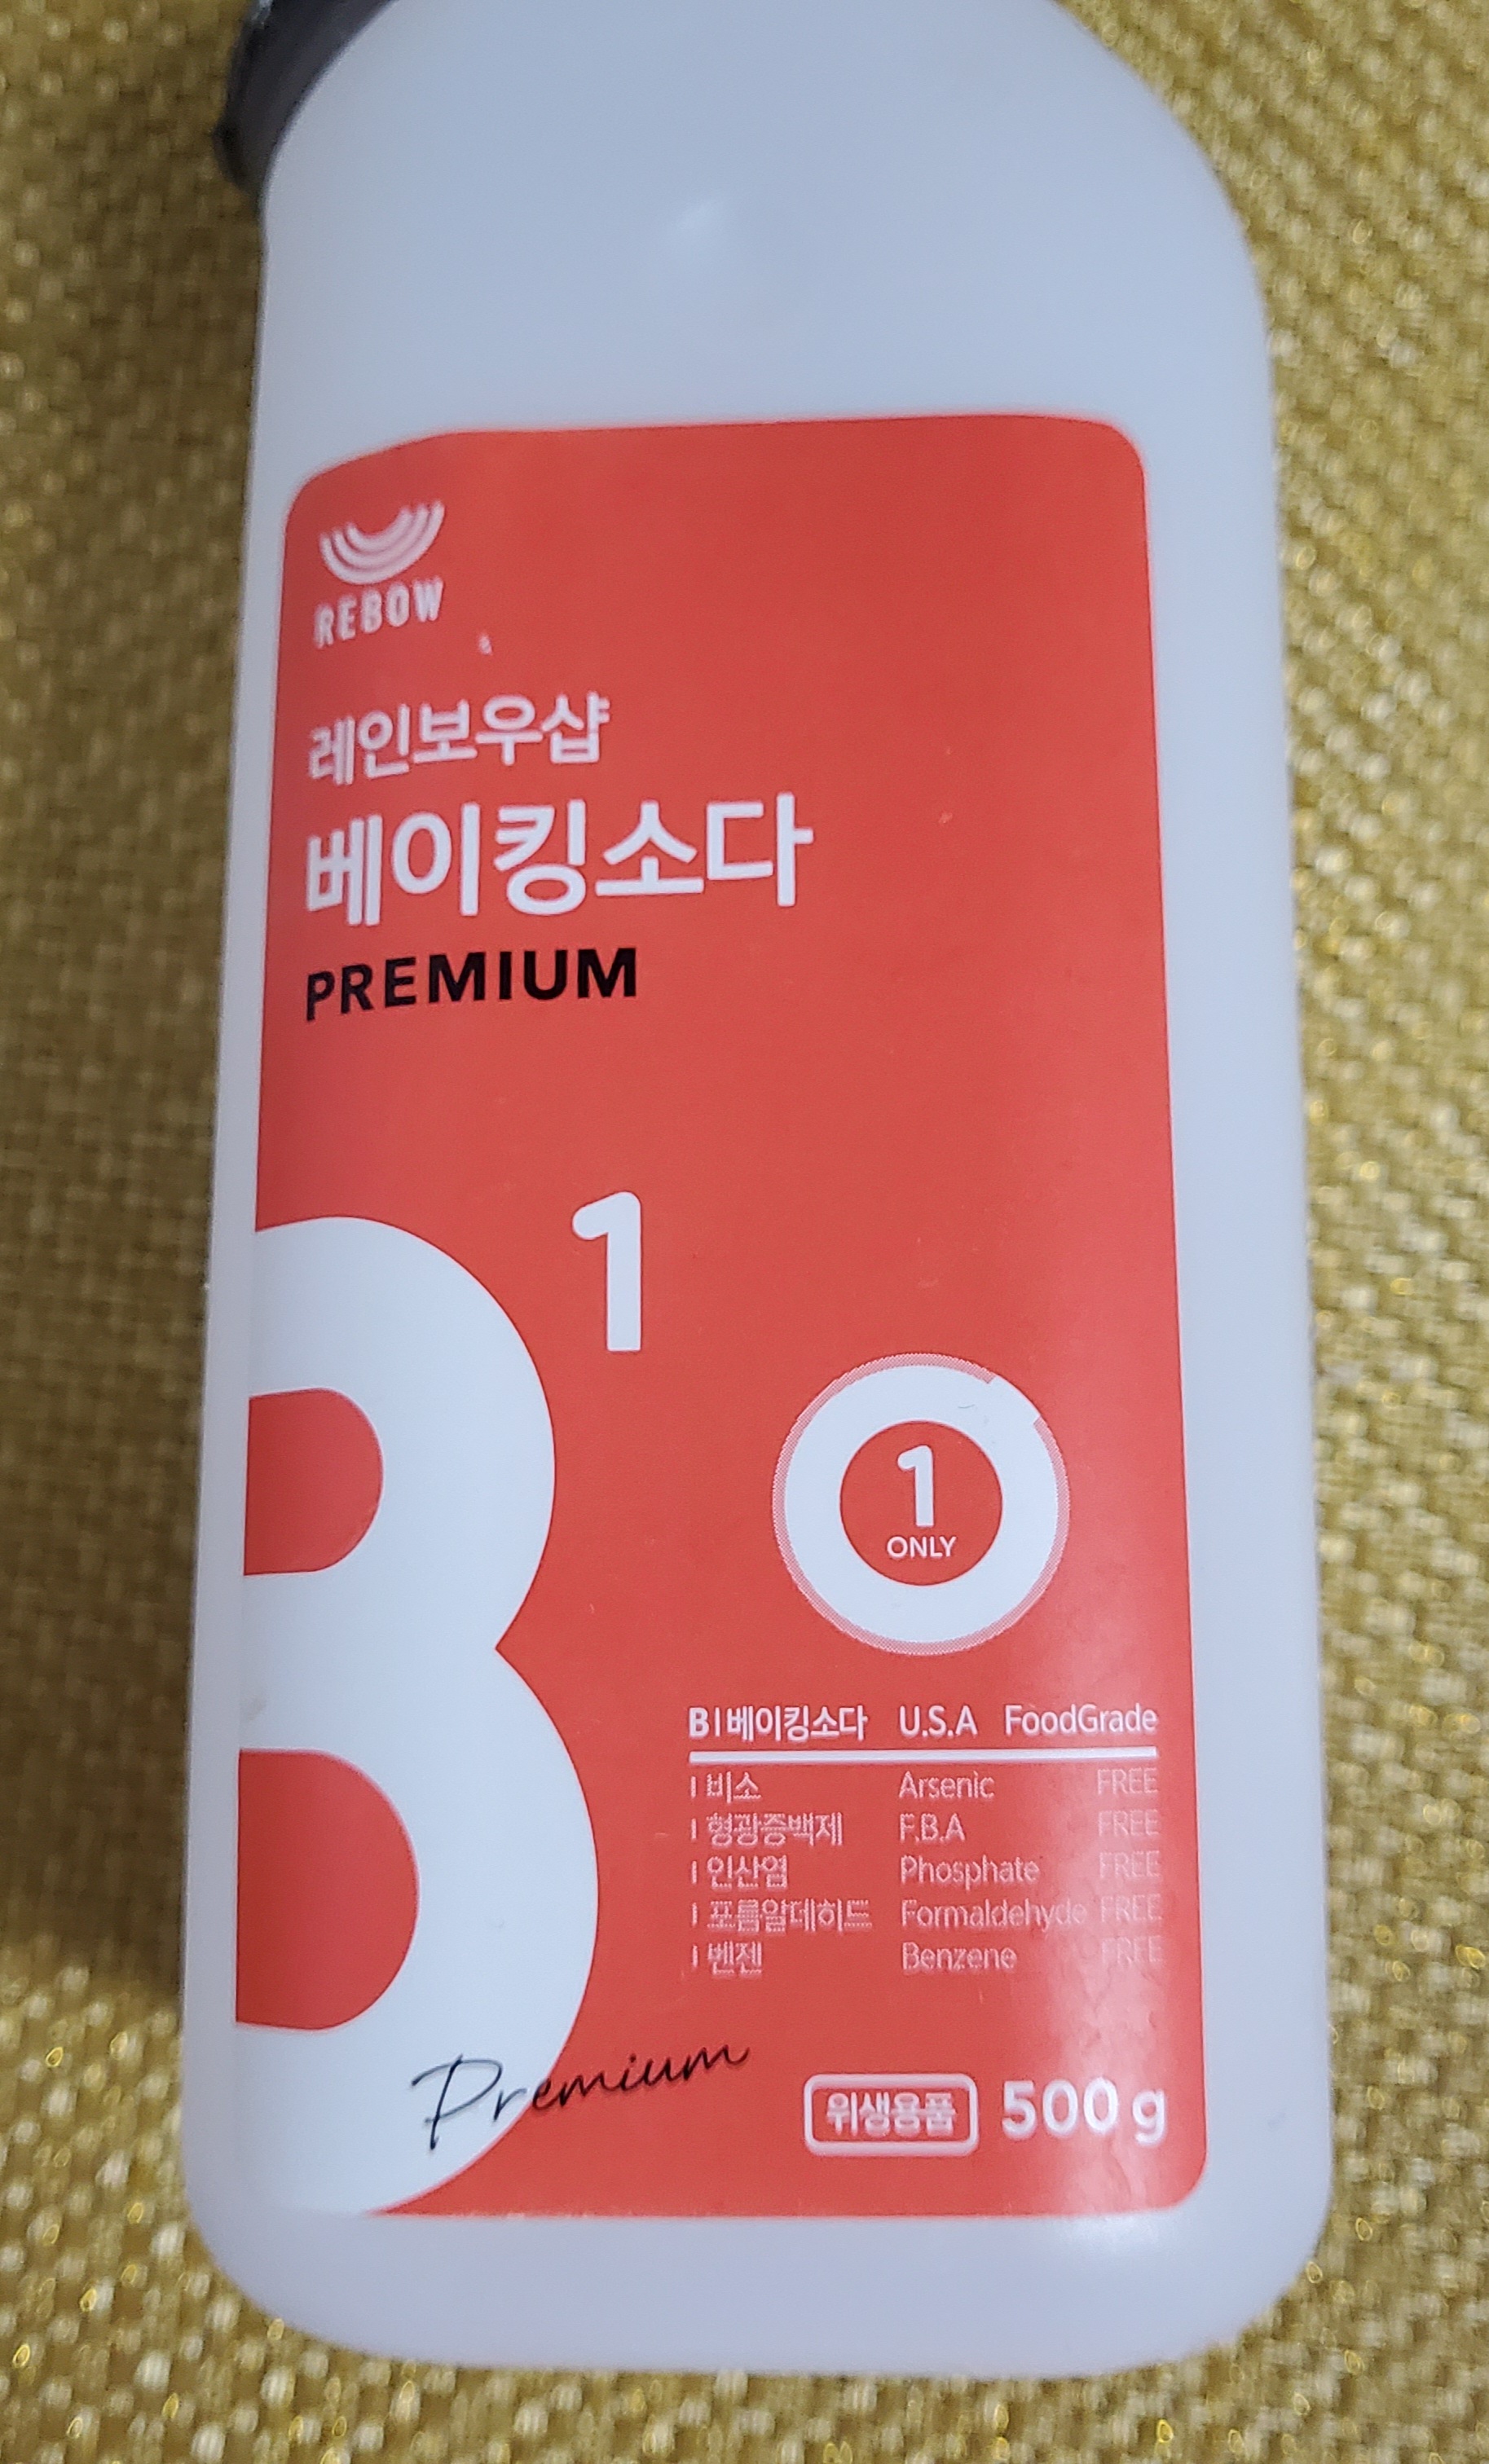 REBOW
레인보우샵
베이킹소다
PREMIUM
B1
1
ONLY
B|베이킹소다 U.S.A FoodGrade
| 비소 Arsenic FREE
| 형광증백제 F.B.A FREE
| 인산염 Phosphate FREE
| 포름알데히드 Formaldehyde FREE
| 벤젠 Benzene FREE
Premium
위생용품 500 g